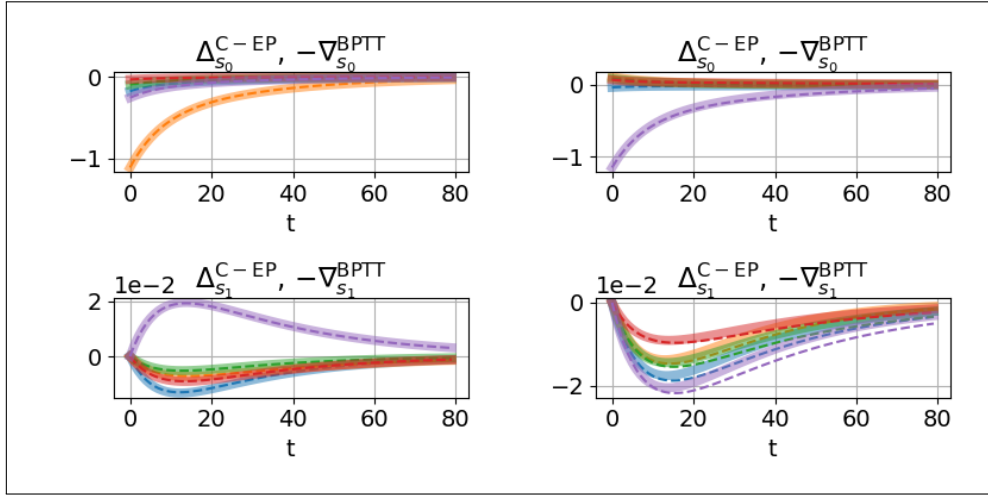 Δ_{s_0}^{C−EP}, −∇_{s_0}^{BPTT}
0
−1
0 20 40 60 80
t
Δ_{s_0}^{C−EP}, −∇_{s_0}^{BPTT}
0
−1
0 20 40 60 80
t
1e−2
Δ_{s_1}^{C−EP}, −∇_{s_1}^{BPTT}
2
0
0 20 40 60 80
t
1e−2
Δ_{s_1}^{C−EP}, −∇_{s_1}^{BPTT}
0
−2
0 20 40 60 80
t